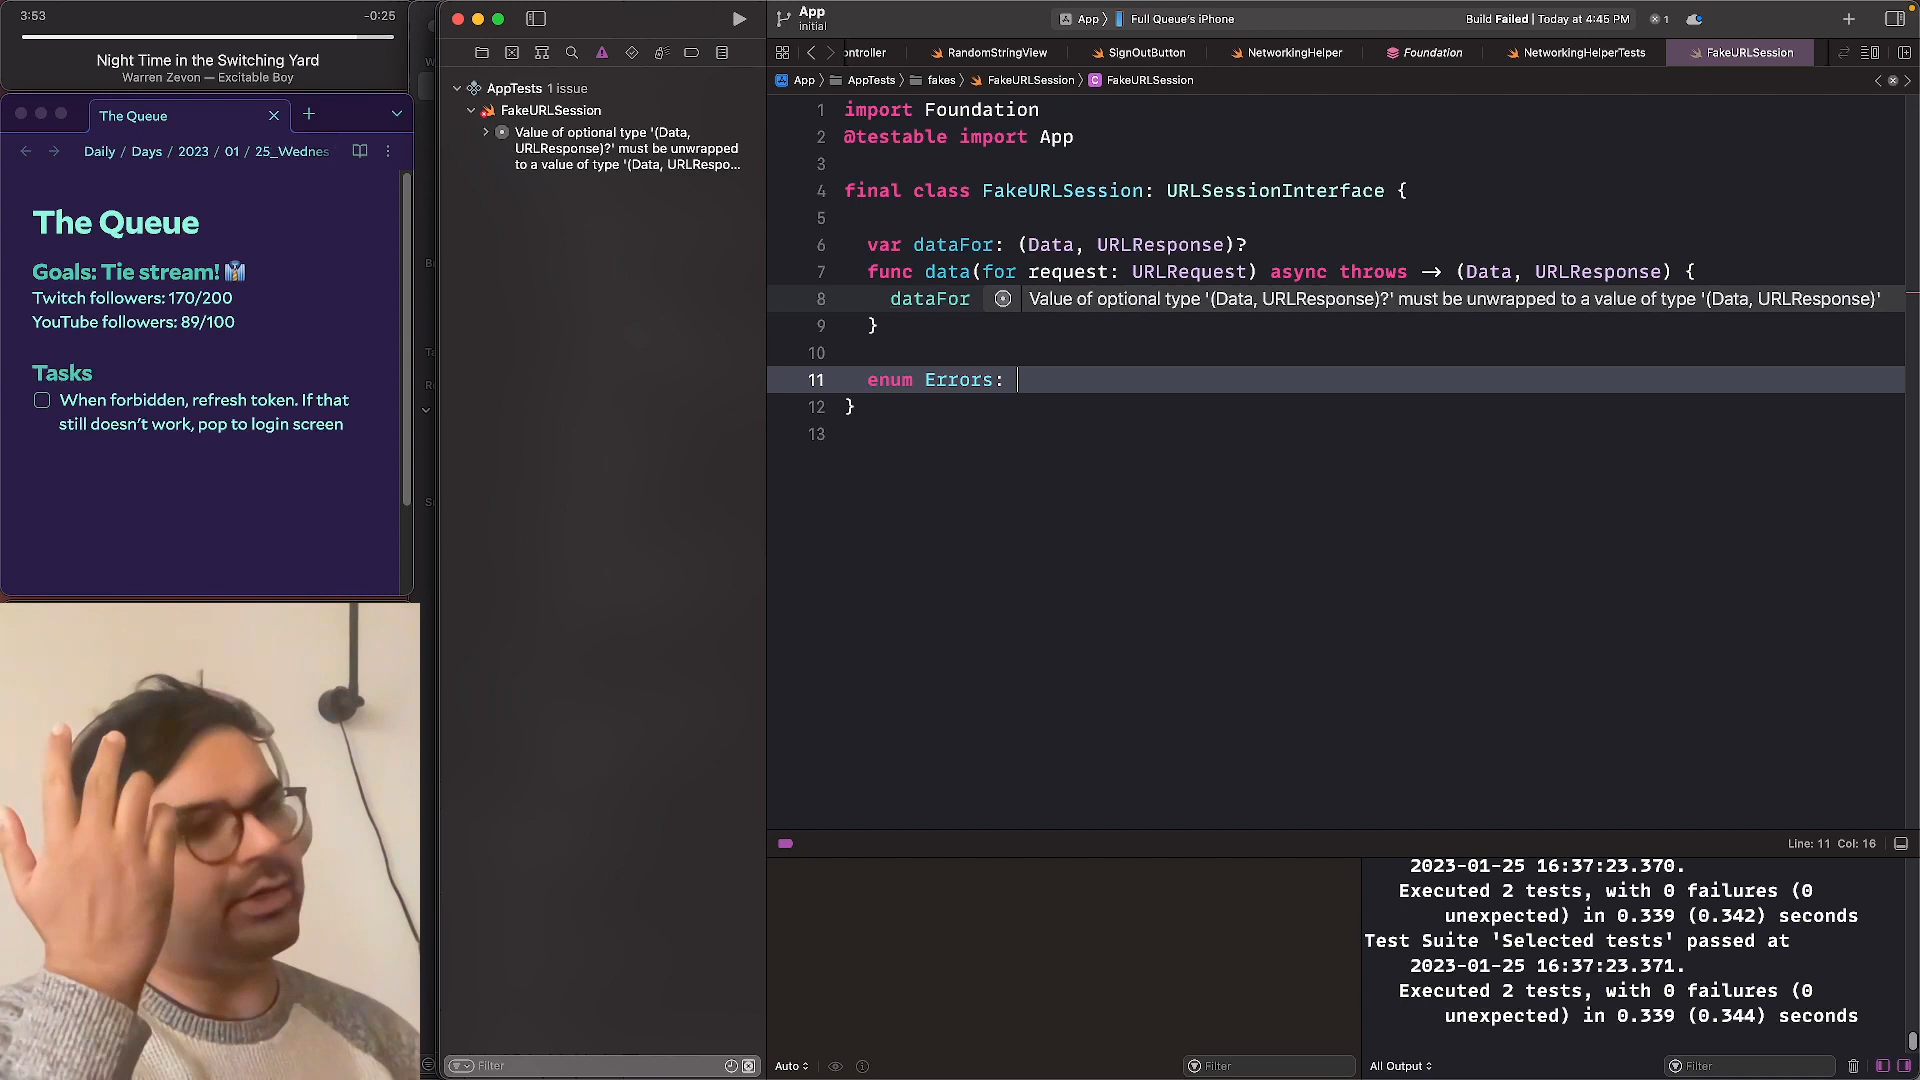 3:53
-0:25
Night Time in the Switching Yard
Warren Zevon — Excitable Boy
The Queue
Daily / Days / 2023 / 01 / 25_Wednes
The Queue
Goals: Tie stream!
Twitch followers: 170/200
YouTube followers: 89/100
Tasks
When forbidden, refresh token. If that
still doesn't work, pop to login screen
AppTests 1 issue
FakeURLSession
Value of optional type '(Data,
URLResponse)?' must be unwrapped
to a value of type '(Data, URLRespo...
Filter
App
initial
App
Full Queue's iPhone
Build Failed | Today at 4:45 PM
1
ontroller
RandomStringView
SignOutButton
NetworkingHelper
Foundation
NetworkingHelperTests
FakeURLSession
App
AppTests
fakes
FakeURLSession
FakeURLSession
1 import Foundation
2 @testable import App
3
4 final class FakeURLSession: URLSessionInterface {
5
6 var dataFor: (Data, URLResponse)?
7 func data(for request: URLRequest) async throws -> (Data, URLResponse) {
8 dataFor Value of optional type '(Data, URLResponse)?' must be unwrapped to a value of type '(Data, URLResponse)'
9 }
10
11 enum Errors:
12 }
13
Line: 11 Col: 16
2023-01-25 16:37:23.370.
Executed 2 tests, with 0 failures (0
unexpected) in 0.339 (0.342) seconds
Test Suite 'Selected tests' passed at
2023-01-25 16:37:23.371.
Executed 2 tests, with 0 failures (0
unexpected) in 0.339 (0.344) seconds
Auto
Filter
All Output
Filter